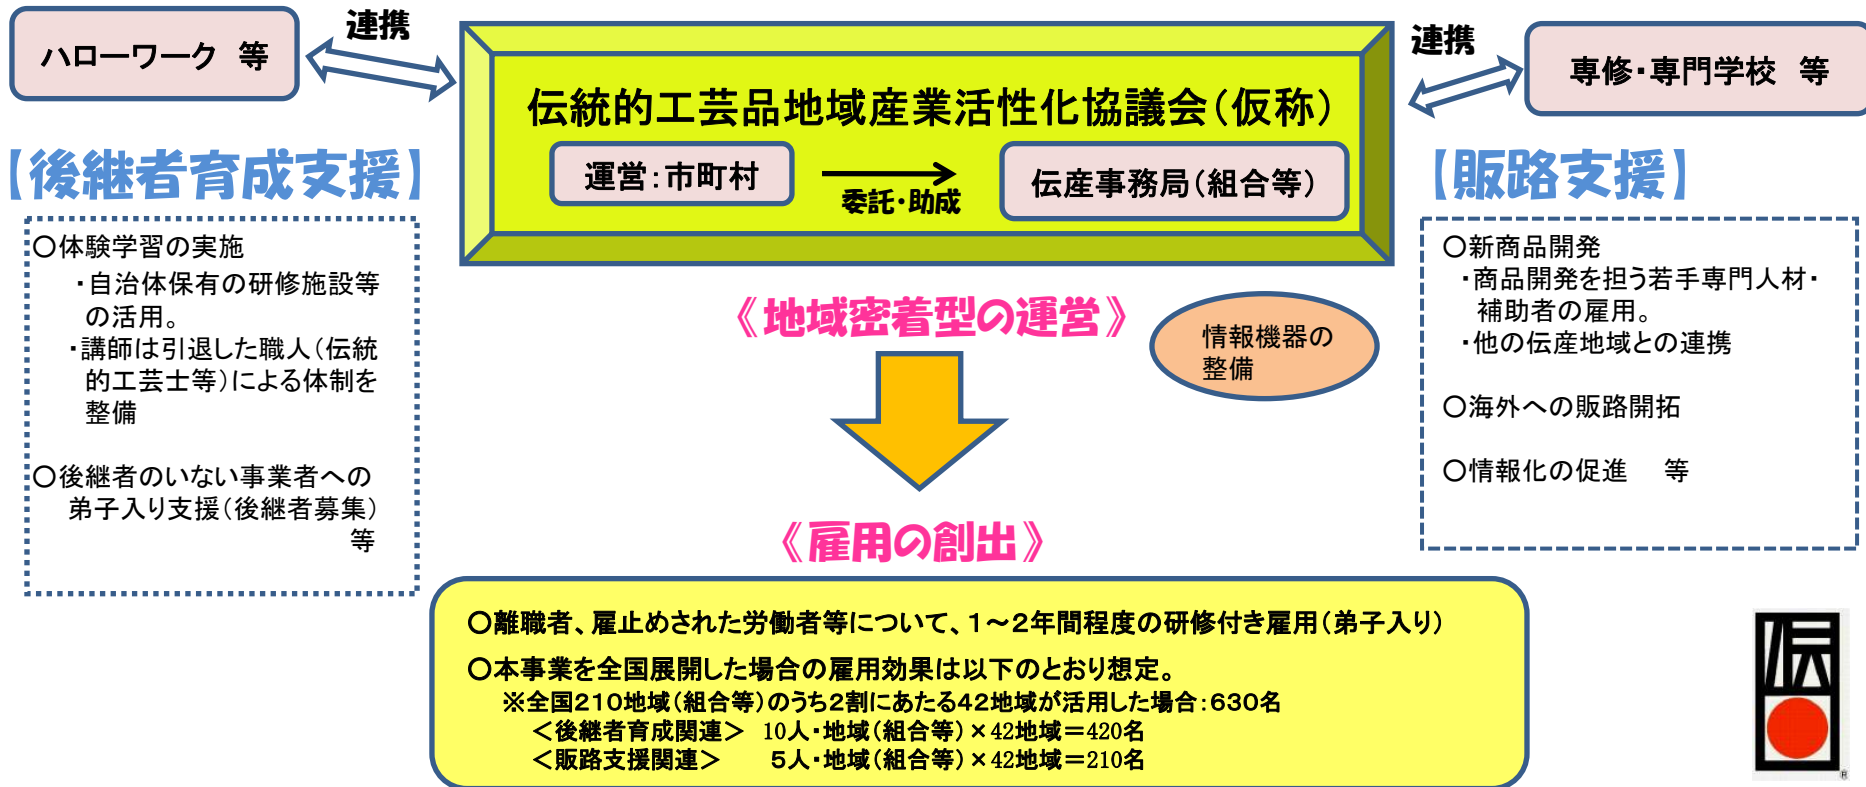 ハローワーク 等
連携
伝統的工芸品地域産業活性化協議会(仮称)
運営:市町村
委託・助成
伝産事務局(組合等)
連携
専修・専門学校 等
【後継者育成支援】
○体験学習の実施
・自治体保有の研修施設等
の活用。
・講師は引退した職人(伝統
的工芸士等)による体制を
整備
○後継者のいない事業者への
弟子入り支援(後継者募集)
等
《地域密着型の運営》
情報機器の
整備
【販路支援】
○新商品開発
・商品開発を担う若手専門人材・
補助者の雇用。
・他の伝産地域との連携
○海外への販路開拓
○情報化の促進 等
《雇用の創出》
○離職者、雇止めされた労働者等について、1~2年間程度の研修付き雇用(弟子入り)
○本事業を全国展開した場合の雇用効果は以下のとおり想定。
※全国210地域(組合等)のうち2割にあたる42地域が活用した場合:630名
<後継者育成関連> 10人・地域(組合等)×42地域=420名
<販路支援関連> 5人・地域(組合等)×42地域=210名
伝
®